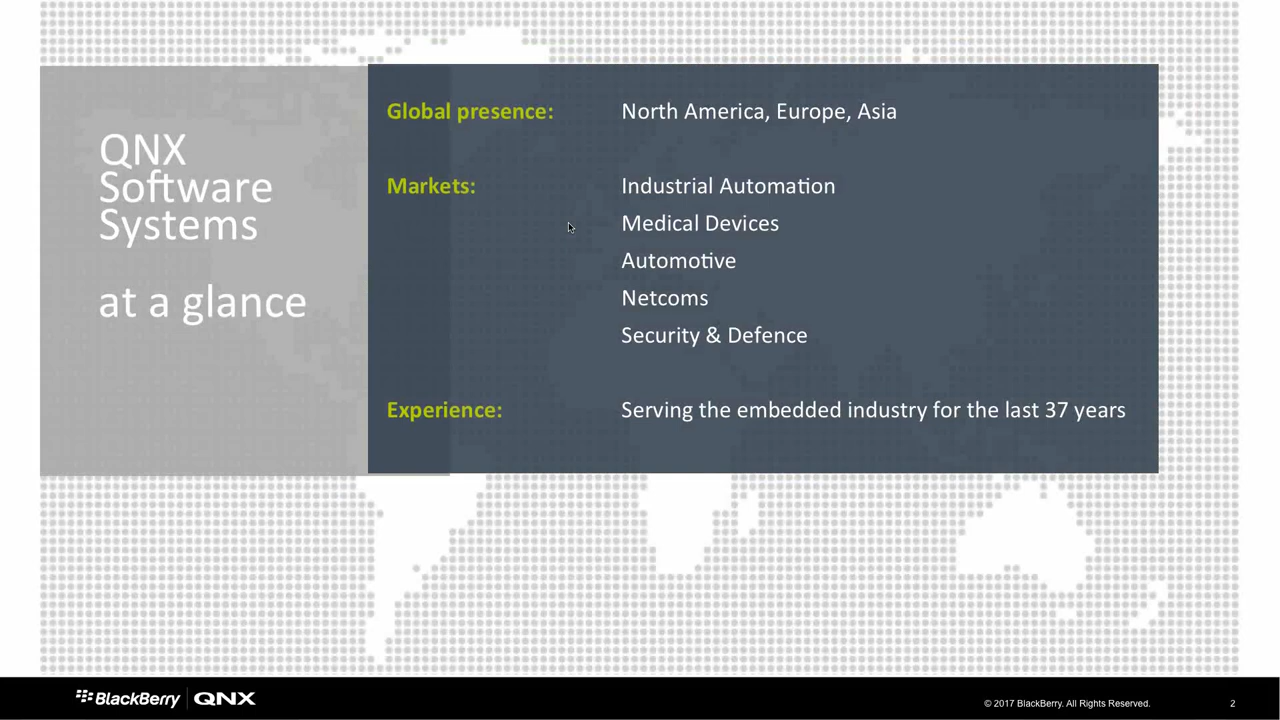 QNX
Software
Systems
at a glance
Global presence: North America, Europe, Asia
Markets: Industrial Automation
Medical Devices
Automotive
Netcoms
Security & Defence
Experience: Serving the embedded industry for the last 37 years
BlackBerry QNX
© 2017 BlackBerry. All Rights Reserved. 2